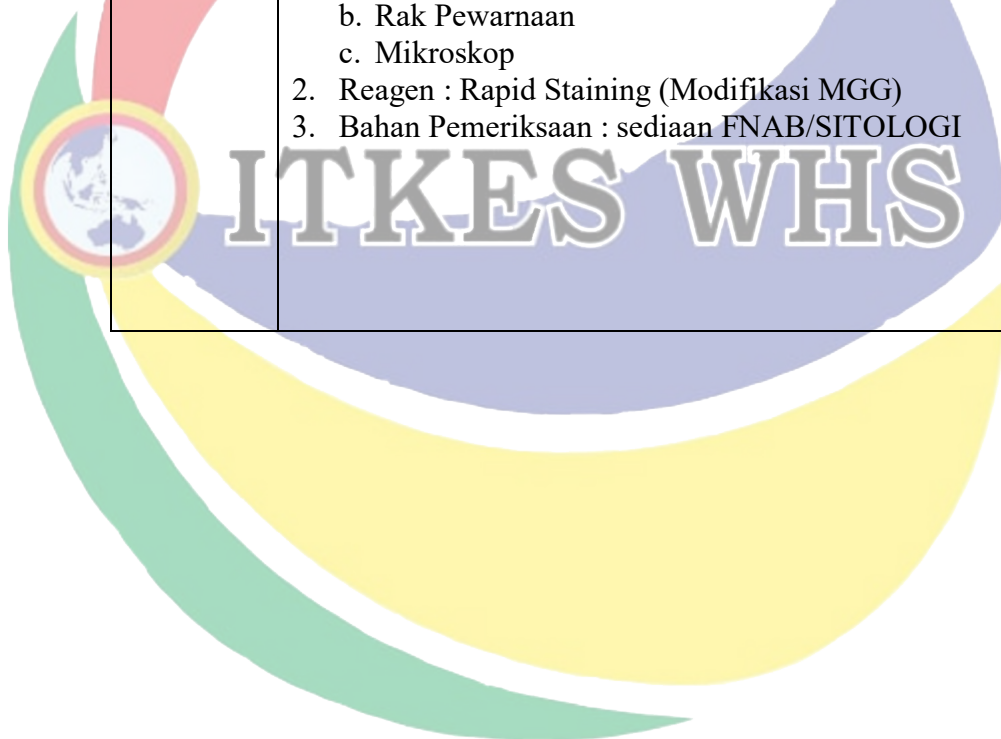 b. Rak Pewarnaan
c. Mikroskop
2. Reagen : Rapid Staining (Modifikasi MGG)
3. Bahan Pemeriksaan : sediaan FNAB/SITOLOGI
ITKES WHS